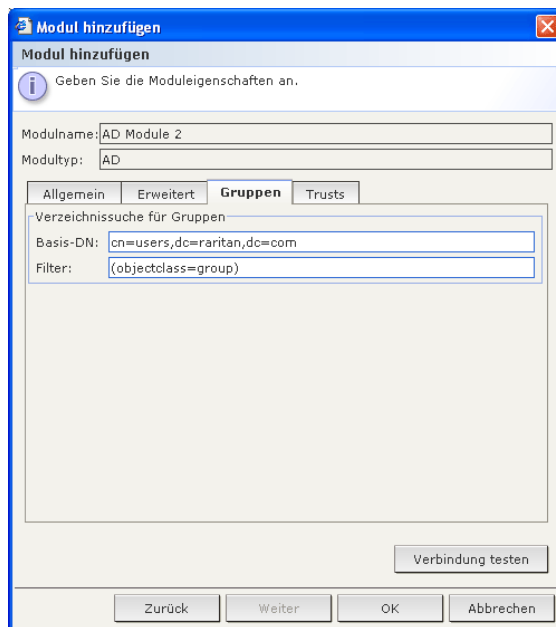 Modul hinzufügen
Modul hinzufügen
Geben Sie die Moduleigenschaften an.
Modulname: AD Module 2
Modultyp: AD
Allgemein Erweitert Gruppen Trusts
Verzeichnissuche für Gruppen
Basis-DN: cn=users,dc=raritan,dc=com
Filter: (objectclass=group)
Verbindung testen
Zurück Weiter OK Abbrechen